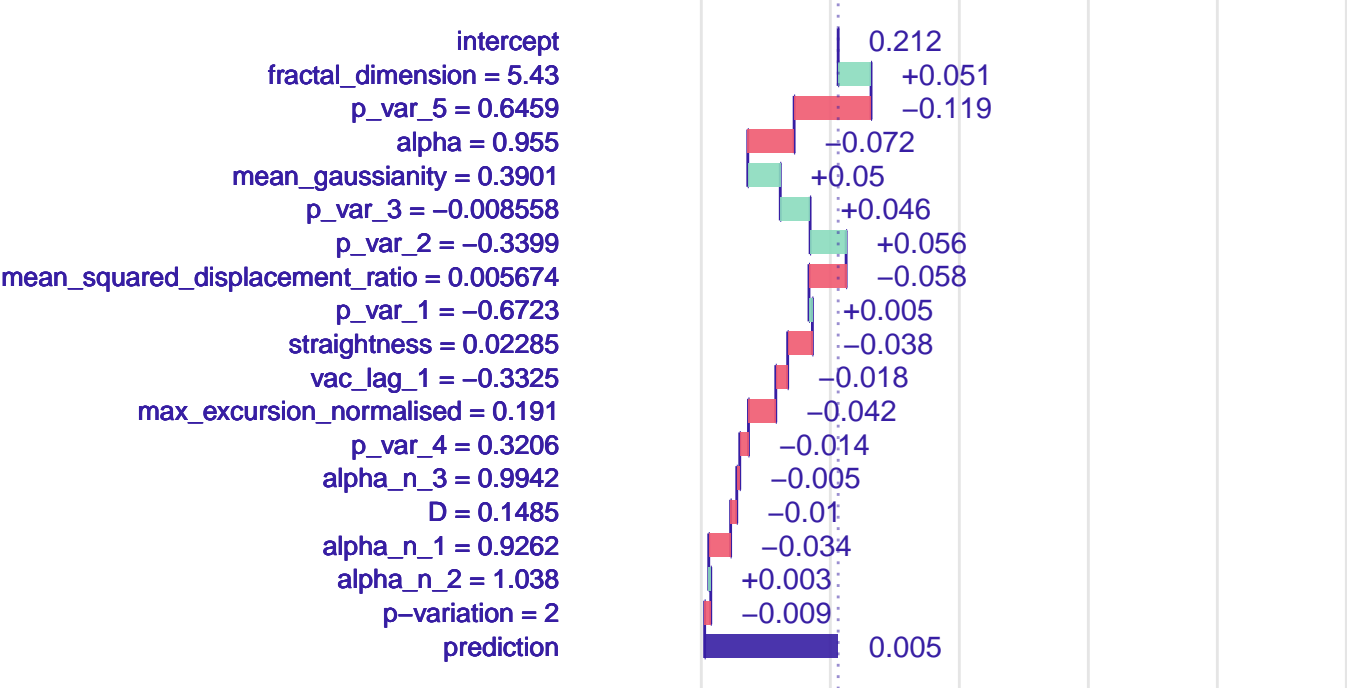 intercept 0.212
fractal_dimension = 5.43 +0.051
p_var_5 = 0.6459 −0.119
alpha = 0.955 −0.072
mean_gaussianity = 0.3901 +0.05
p_var_3 = −0.008558 +0.046
p_var_2 = −0.3399 +0.056
mean_squared_displacement_ratio = 0.005674 −0.058
p_var_1 = −0.6723 +0.005
straightness = 0.02285 −0.038
vac_lag_1 = −0.3325 −0.018
max_excursion_normalised = 0.191 −0.042
p_var_4 = 0.3206 −0.014
alpha_n_3 = 0.9942 −0.005
D = 0.1485 −0.01
alpha_n_1 = 0.9262 −0.034
alpha_n_2 = 1.038 +0.003
p−variation = 2 −0.009
prediction 0.005